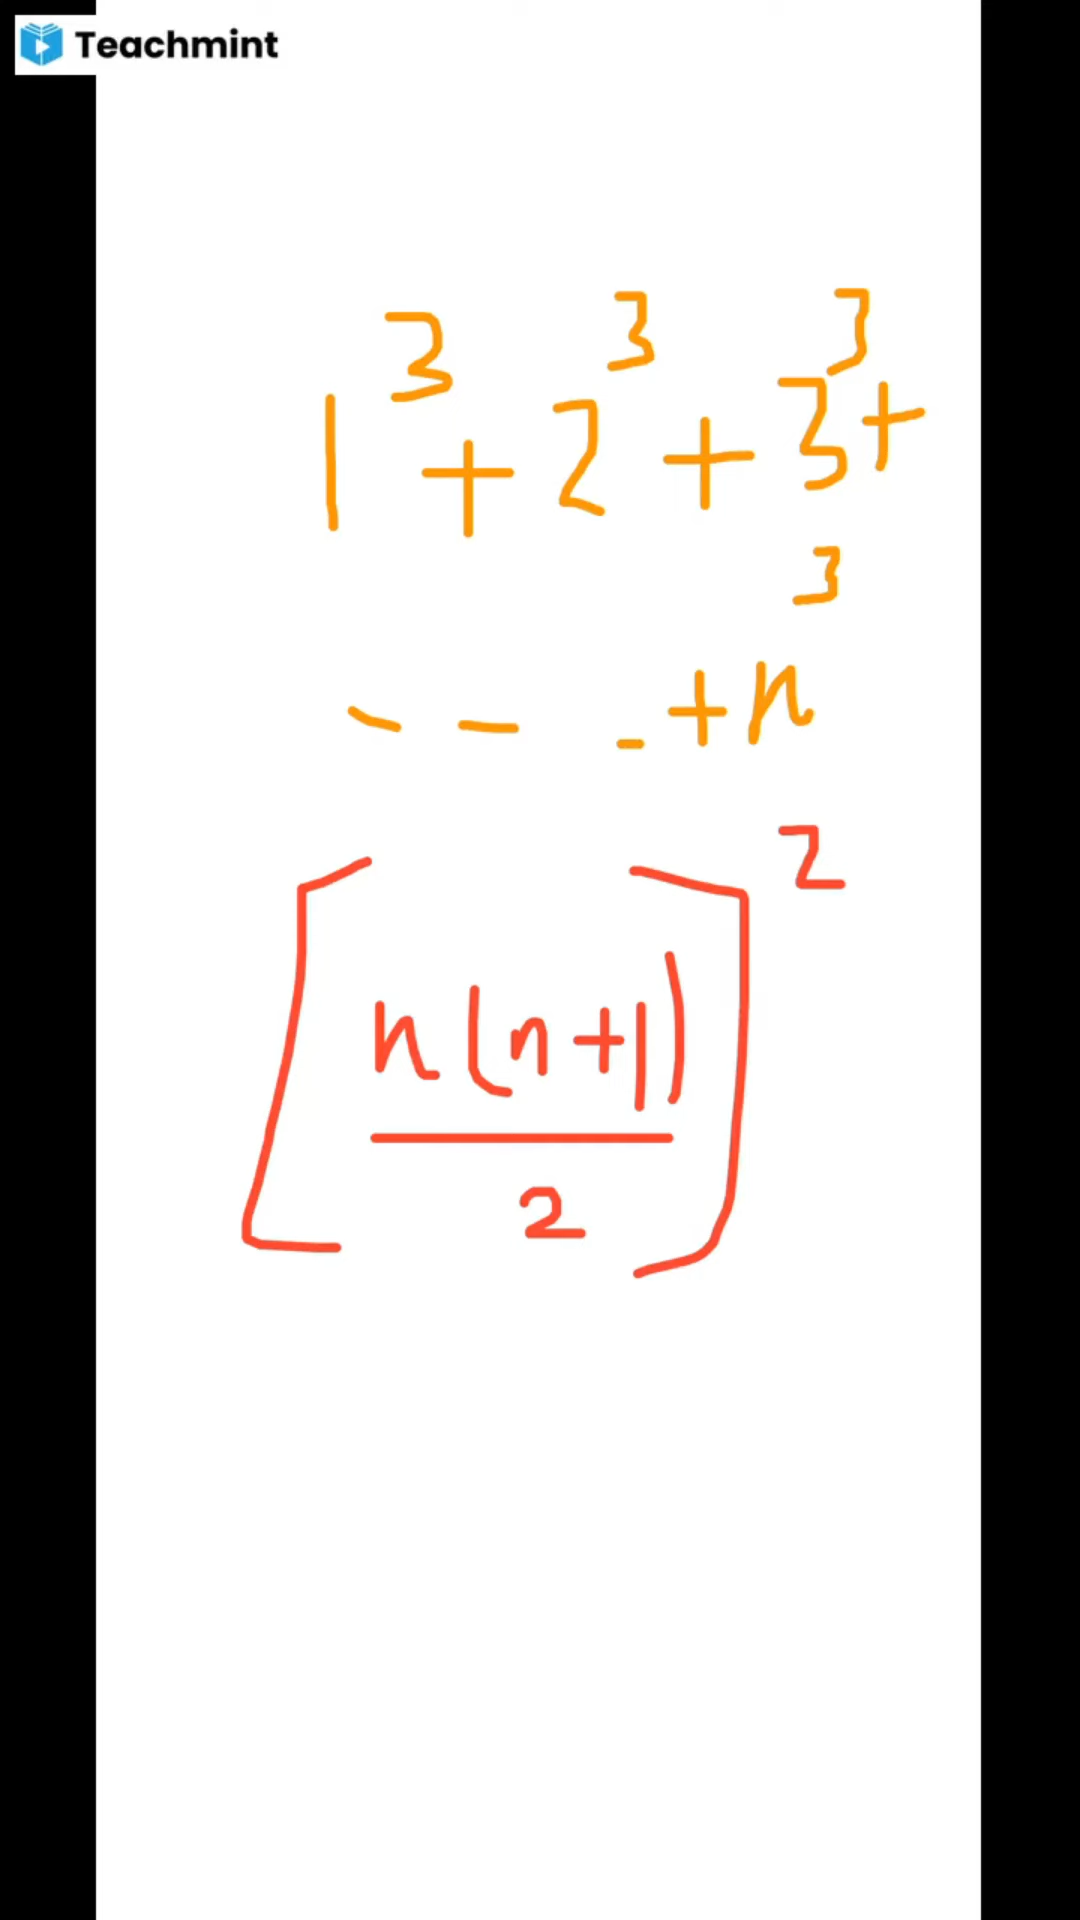 Teachmint
1³ + 2³ + 3³ +
- - - + n³
[n(n+1)/2]²